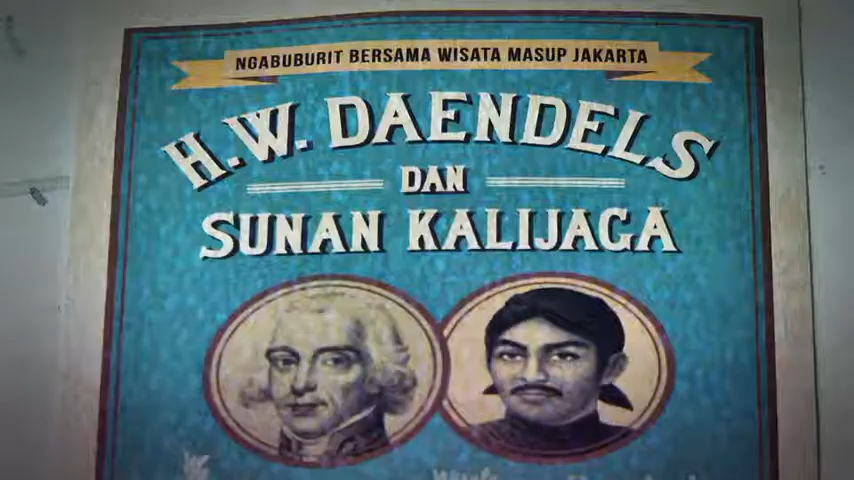 NGABUBURIT BERSAMA WISATA MASUP JAKARTA
H.W. DAENDELS
DAN
SUNAN KALIJAGA